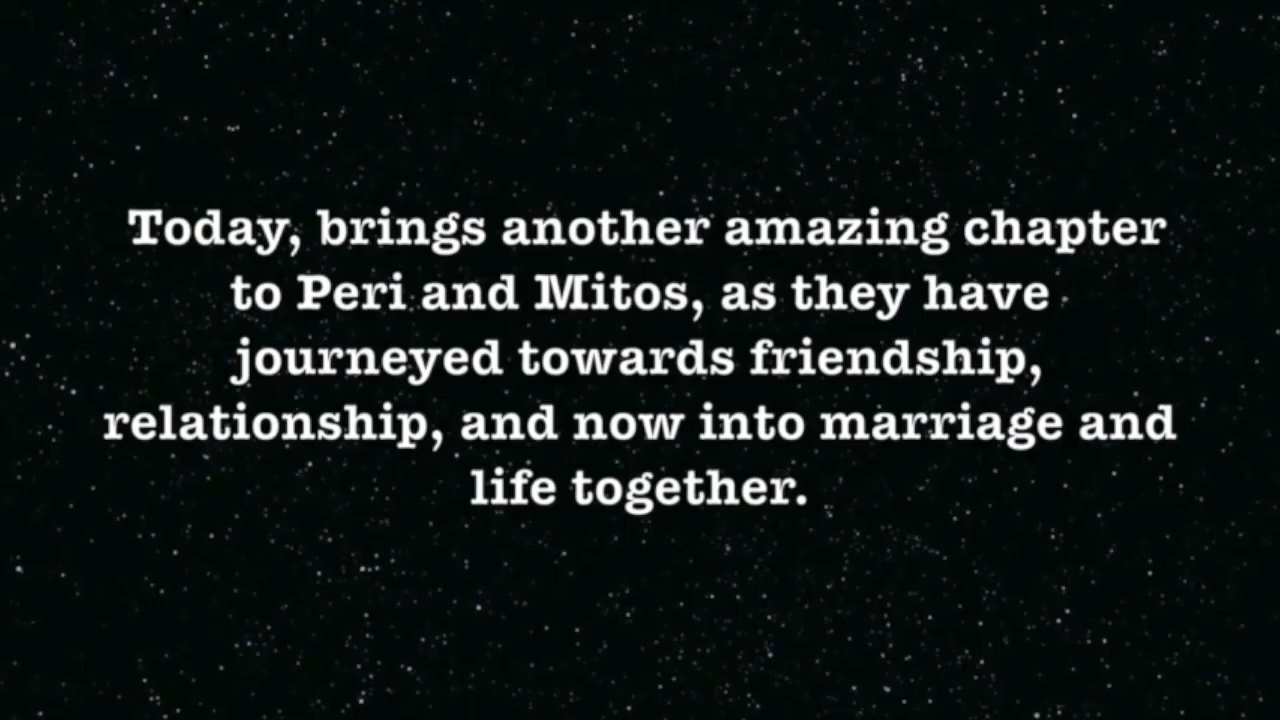 Today, brings another amazing chapter
to Peri and Mitos, as they have
journeyed towards friendship,
relationship, and now into marriage and
life together.